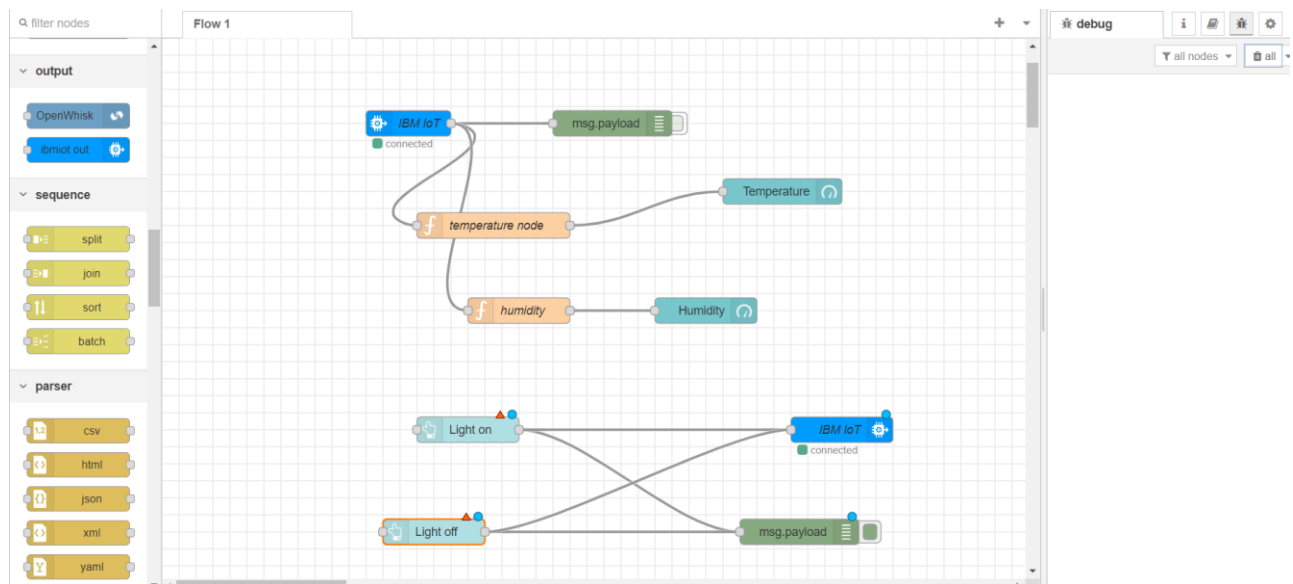 filter nodes
output
OpenWhisk
ibmiot out
sequence
split
join
sort
batch
parser
1,2 csv
html
json
xml
yaml
Flow 1
IBM IoT
connected
msg.payload
Temperature
temperature node
humidity
Humidity
Light on
IBM IoT
connected
Light off
msg.payload
debug
i
all nodes
all